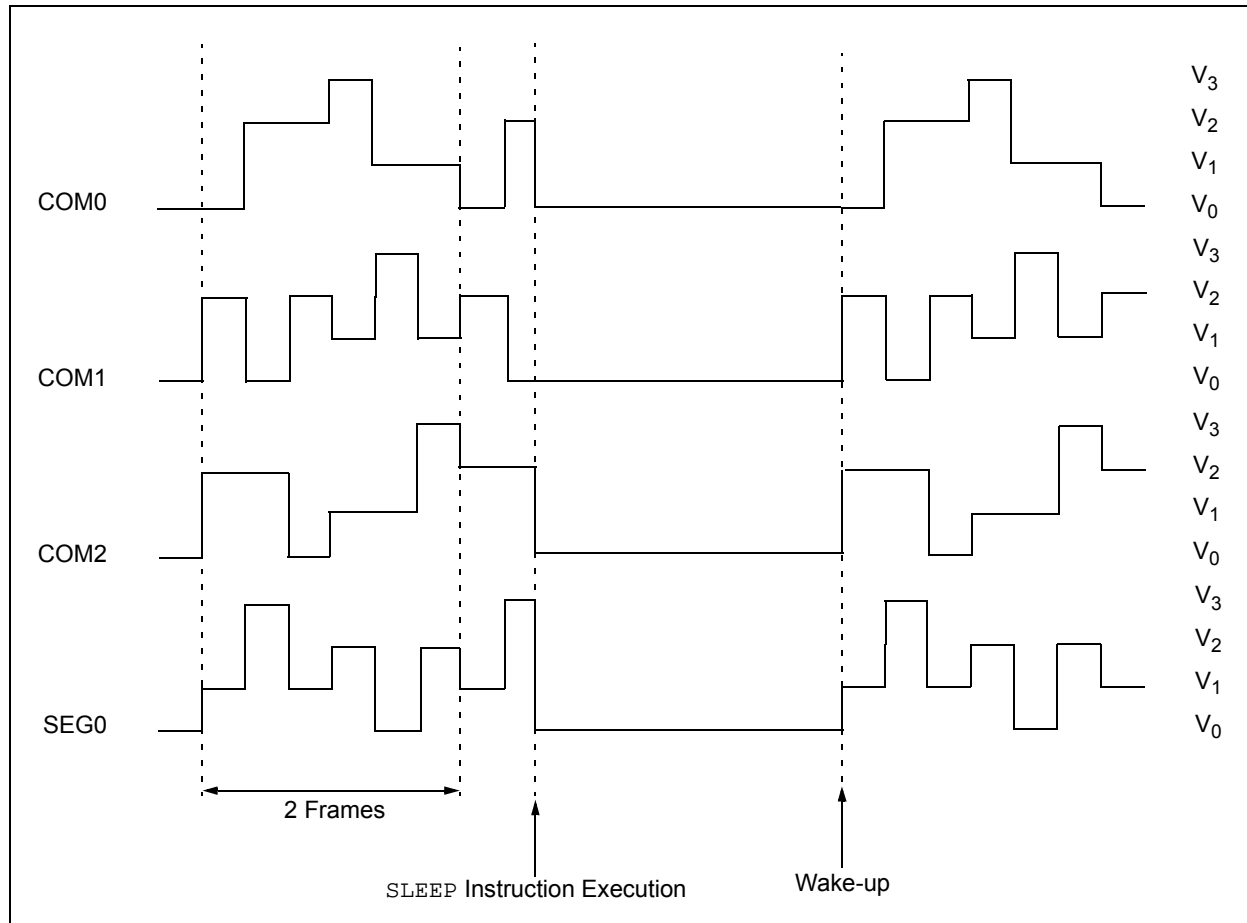 V3
V2
V1
COM0 V0
V3
V2
V1
COM1 V0
V3
V2
V1
COM2 V0
V3
V2
V1
SEG0 V0
2 Frames
SLEEP Instruction Execution Wake-up